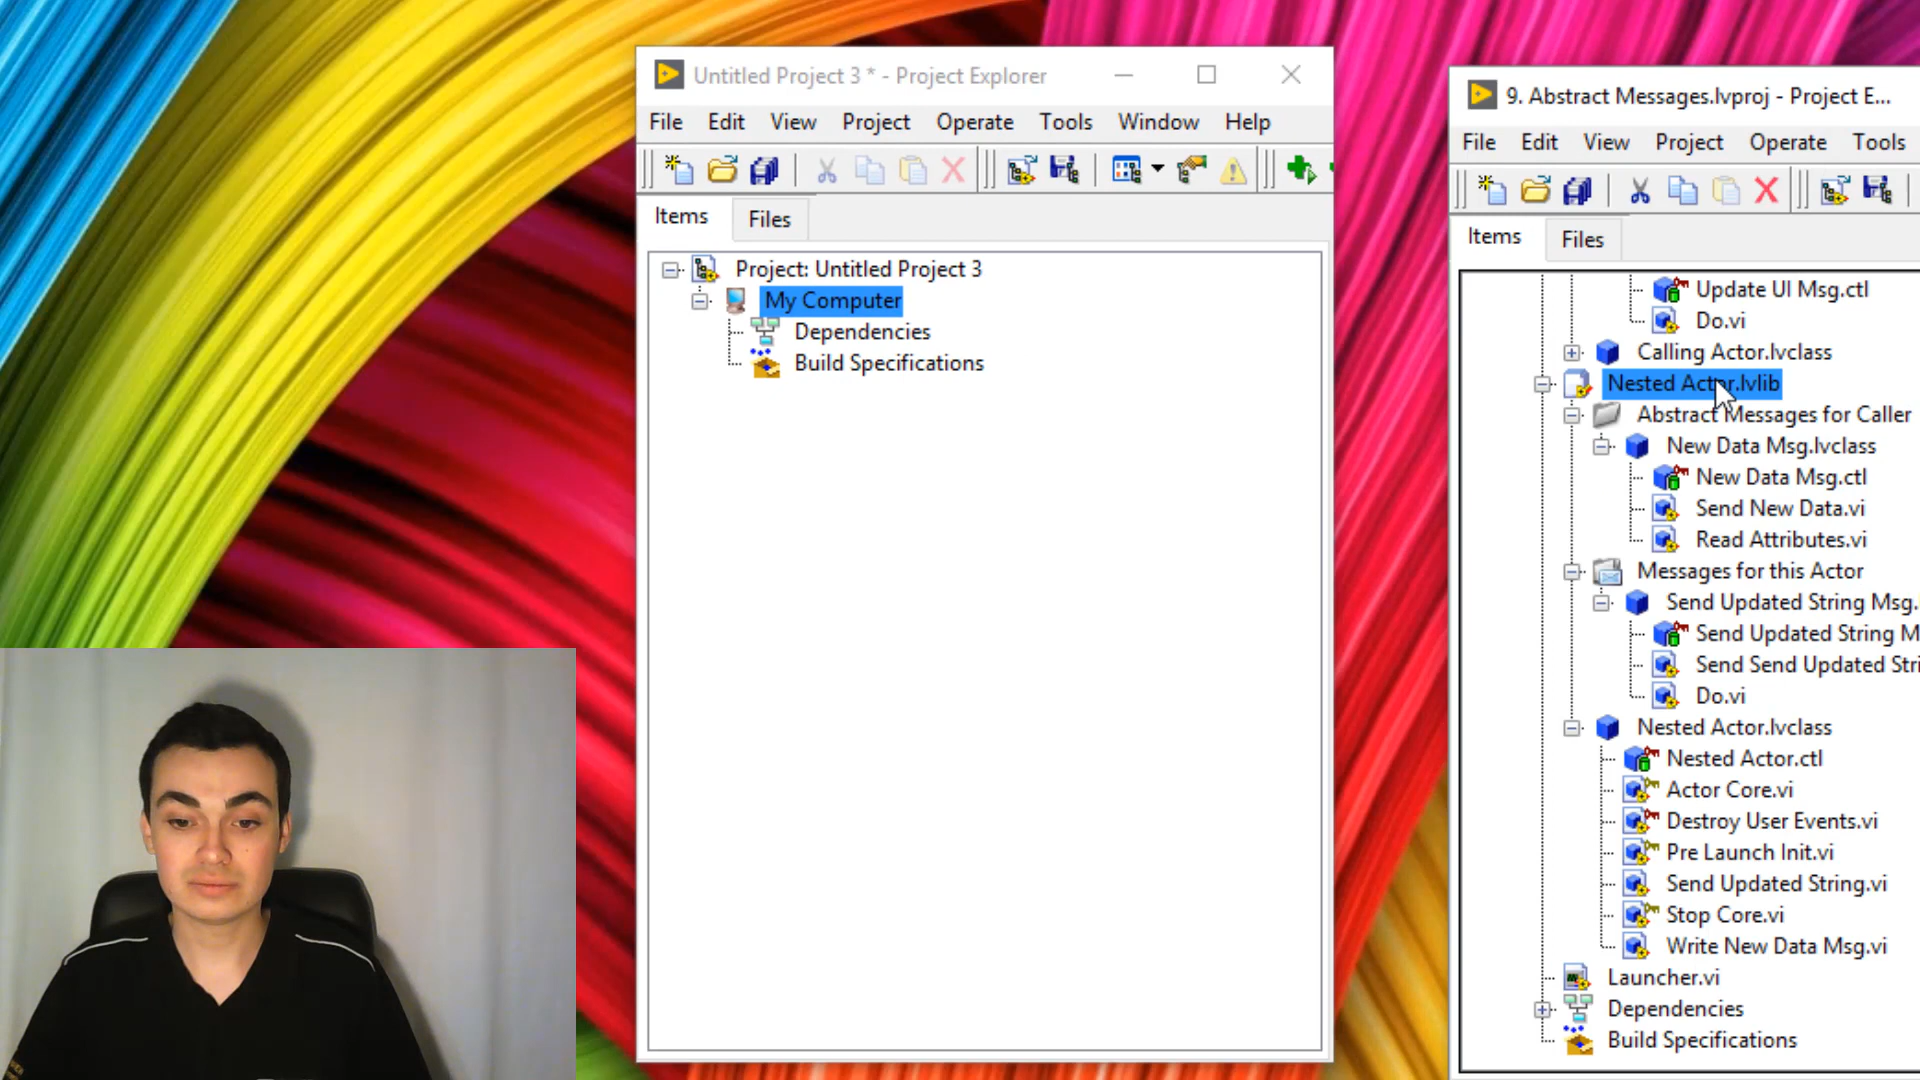 Untitled Project 3 * - Project Explorer
File Edit View Project Operate Tools Window Help
Items Files
Project: Untitled Project 3
My Computer
Dependencies
Build Specifications
9. Abstract Messages.lvproj - Project E...
File Edit View Project Operate Tools
Items Files
Update UI Msg.ctl
Do.vi
Calling Actor.lvclass
Nested Actor.lvlib
Abstract Messages for Caller
New Data Msg.lvclass
New Data Msg.ctl
Send New Data.vi
Read Attributes.vi
Messages for this Actor
Send Updated String Msg.
Send Updated String M
Send Send Updated Stri
Do.vi
Nested Actor.lvclass
Nested Actor.ctl
Actor Core.vi
Destroy User Events.vi
Pre Launch Init.vi
Send Updated String.vi
Stop Core.vi
Write New Data Msg.vi
Launcher.vi
Dependencies
Build Specifications